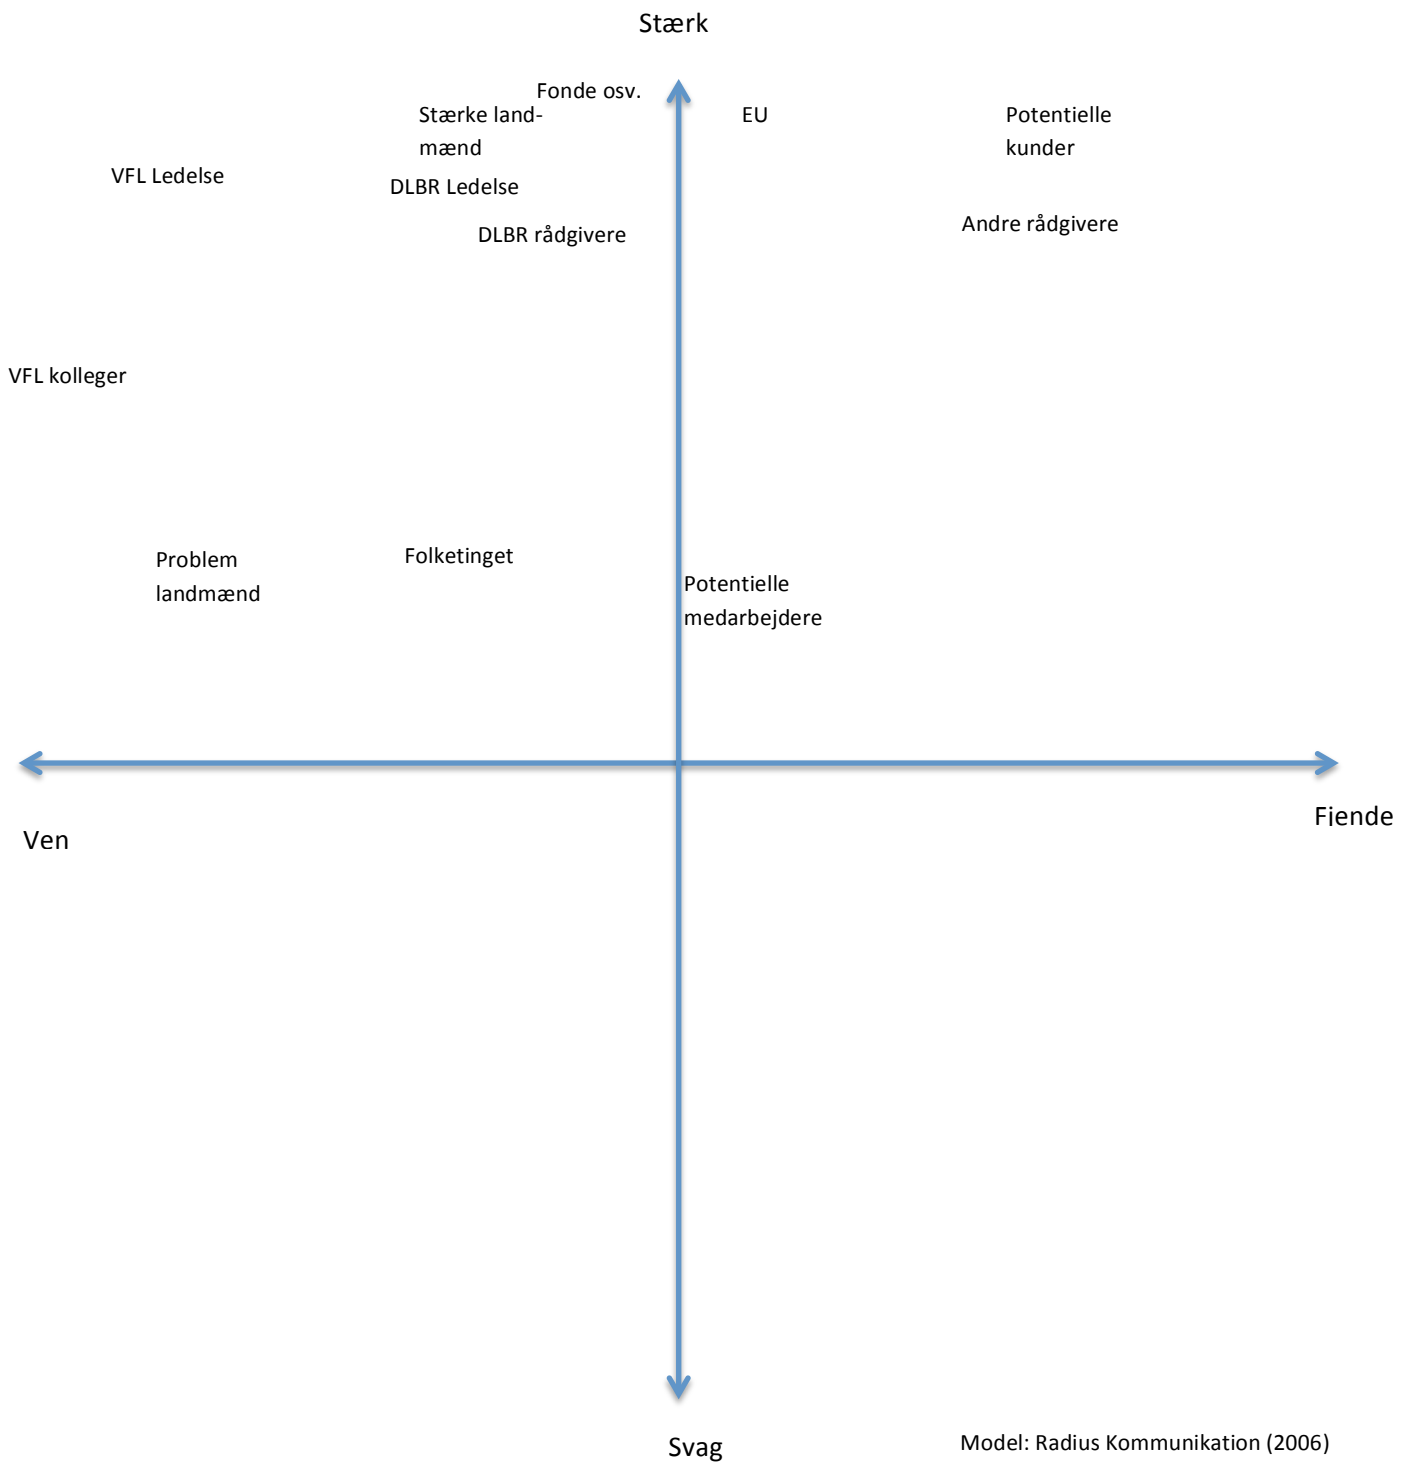 Stærk
Fonde osv.
Stærke land-
mænd
EU
Potentielle
kunder
VFL Ledelse
DLBR Ledelse
DLBR rådgivere
Andre rådgivere
VFL kolleger
Problem
landmænd
Folketinget
Potentielle
medarbejdere
Ven
Fjende
Svag
Model: Radius Kommunikation (2006)